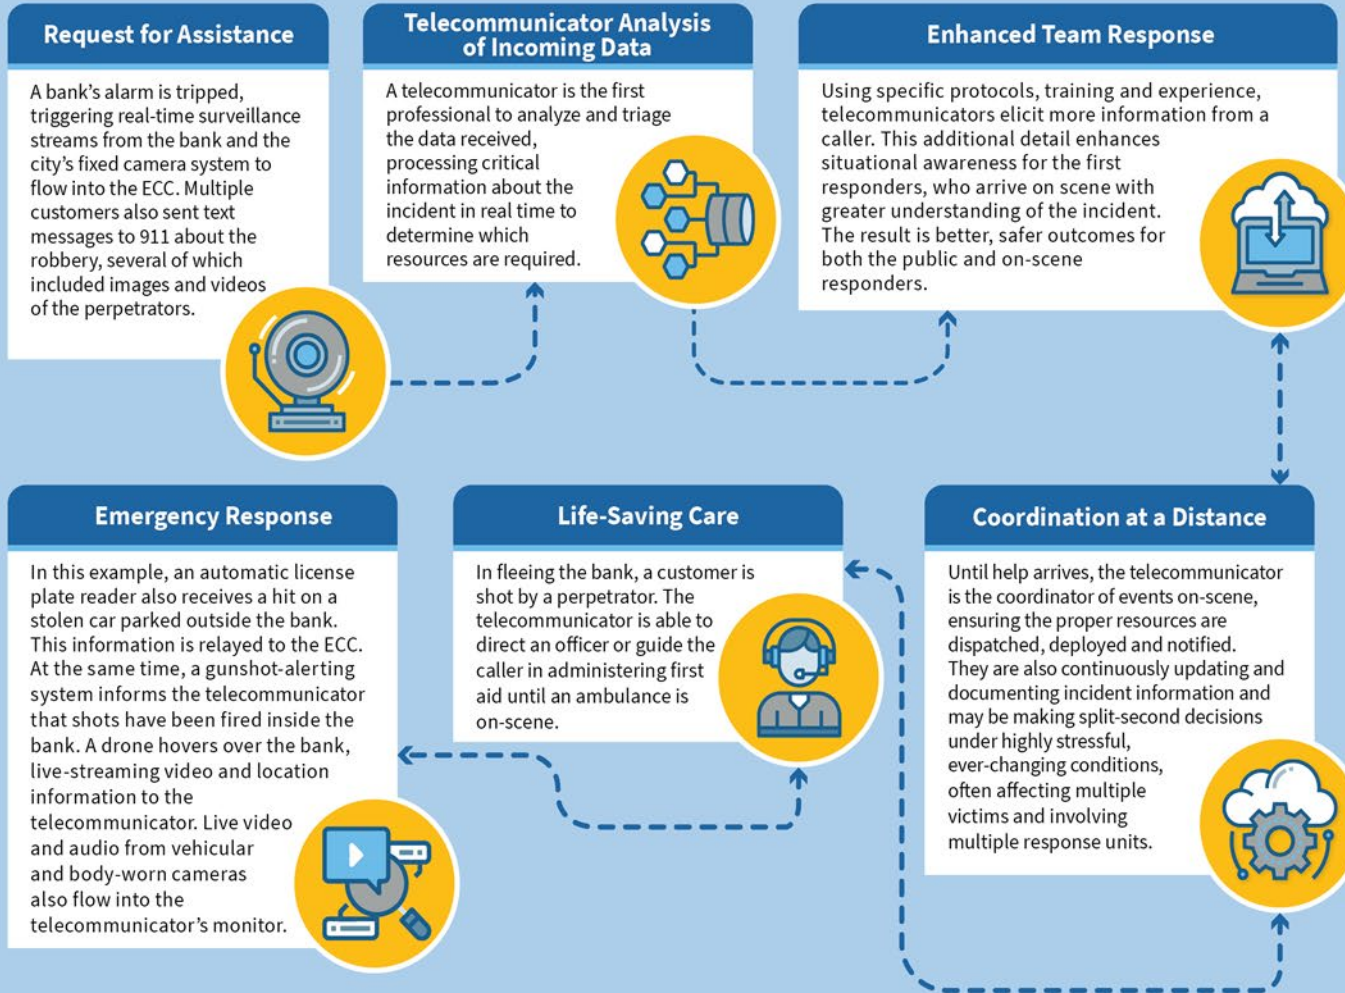 Request for Assistance
A bank’s alarm is tripped,
triggering real-time surveillance
streams from the bank and the
city’s fixed camera system to
flow into the ECC. Multiple
customers also sent text
messages to 911 about the
robbery, several of which
included images and videos
of the perpetrators.
Telecommunicator Analysis
of Incoming Data
A telecommunicator is the first
professional to analyze and triage
the data received,
processing critical
information about the
incident in real time to
determine which
resources are required.
Enhanced Team Response
Using specific protocols, training and experience,
telecommunicators elicit more information from a
caller. This additional detail enhances
situational awareness for the first
responders, who arrive on scene with
greater understanding of the incident.
The result is better, safer outcomes for
both the public and on-scene
responders.
Emergency Response
In this example, an automatic license
plate reader also receives a hit on a
stolen car parked outside the bank.
This information is relayed to the ECC.
At the same time, a gunshot-alerting
system informs the telecommunicator
that shots have been fired inside the
bank. A drone hovers over the bank,
live-streaming video and location
information to the
telecommunicator. Live video
and audio from vehicular
and body-worn cameras
also flow into the
telecommunicator’s monitor.
Life-Saving Care
In fleeing the bank, a customer is
shot by a perpetrator. The
telecommunicator is able to
direct an officer or guide the
caller in administering first
aid until an ambulance is
on-scene.
Coordination at a Distance
Until help arrives, the telecommunicator
is the coordinator of events on-scene,
ensuring the proper resources are
dispatched, deployed and notified.
They are also continuously updating and
documenting incident information and
may be making split-second decisions
under highly stressful,
ever-changing conditions,
often affecting multiple
victims and involving
multiple response units.